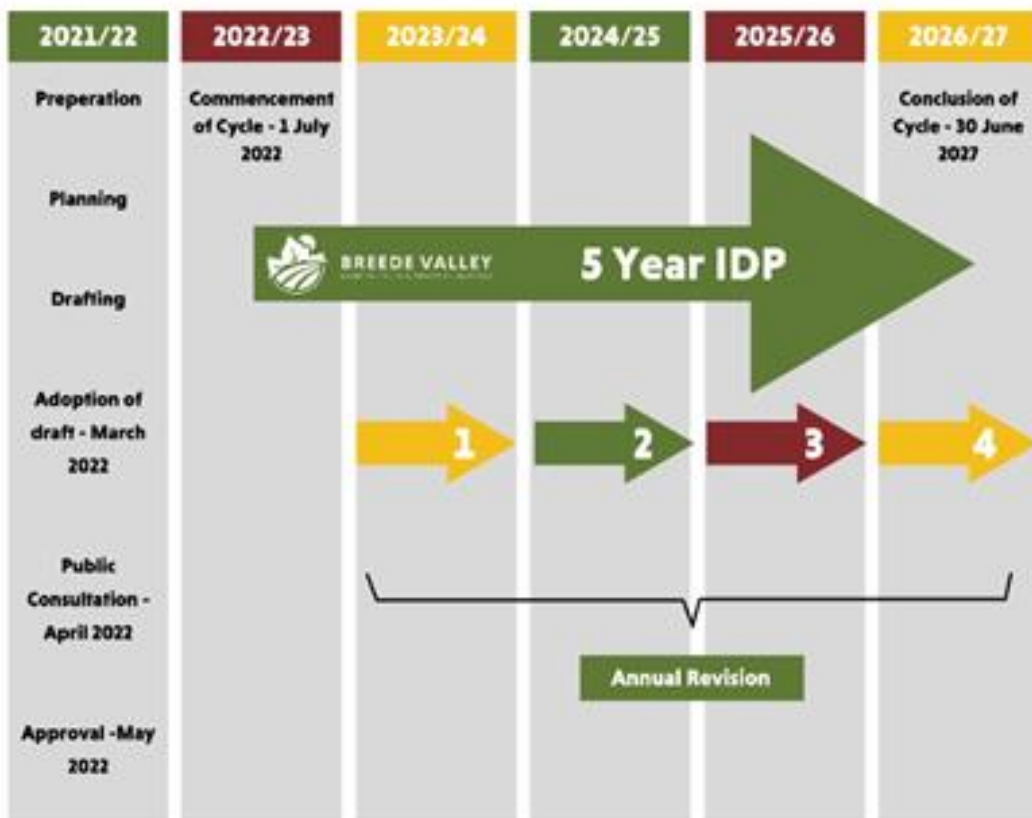 2021/22
2022/23
2023/24
2024/25
2025/26
2026/27
Preperation
Planning
Drafting
Adoption of
draft - March
2022
Public
Consultation -
April 2022
Approval -May
2022
Commencement
of Cycle - 1 July
2022
Conclusion of
Cycle - 30 June
2027
BREEDE VALLEY
5 Year IDP
1
2
3
4
Annual Revision